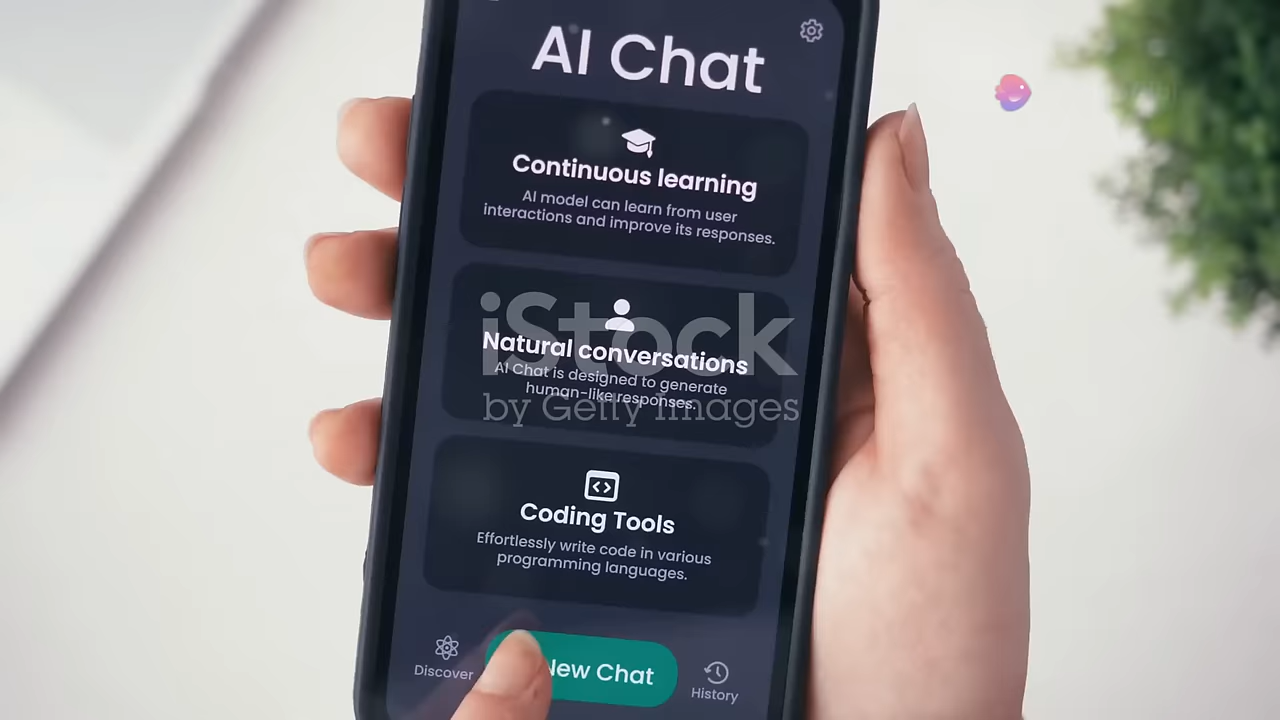 AI Chat
Continuous learning
AI model can learn from user
interactions and improve its responses.
iStock
Natural conversations
AI Chat is designed to generate
human-like responses.
by Getty Images
Coding Tools
Effortlessly write code in various
programming languages.
Discover
New Chat
History